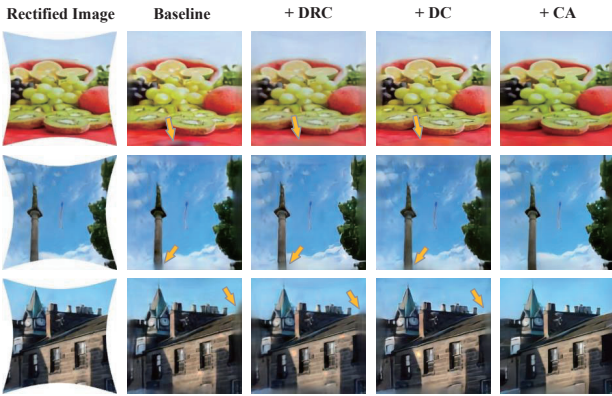 Rectified Image Baseline + DRC + DC + CA